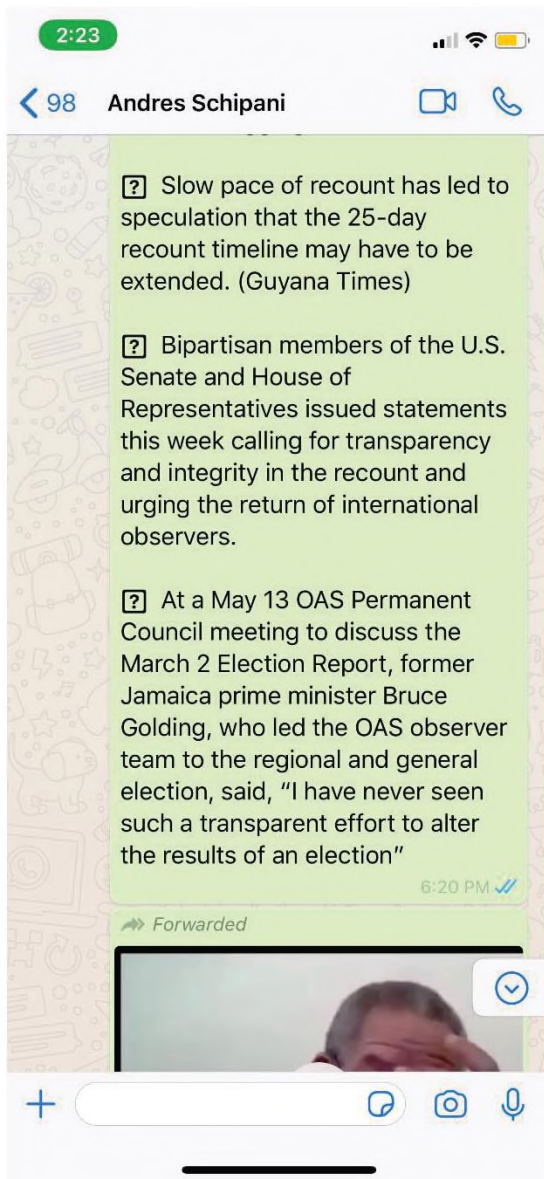 2:23
98 Andres Schipani
Slow pace of recount has led to
speculation that the 25-day
recount timeline may have to be
extended. (Guyana Times)
Bipartisan members of the U.S.
Senate and House of
Representatives issued statements
this week calling for transparency
and integrity in the recount and
urging the return of international
observers.
At a May 13 OAS Permanent
Council meeting to discuss the
March 2 Election Report, former
Jamaica prime minister Bruce
Golding, who led the OAS observer
team to the regional and general
election, said, “I have never seen
such a transparent effort to alter
the results of an election”
6:20 PM
Forwarded